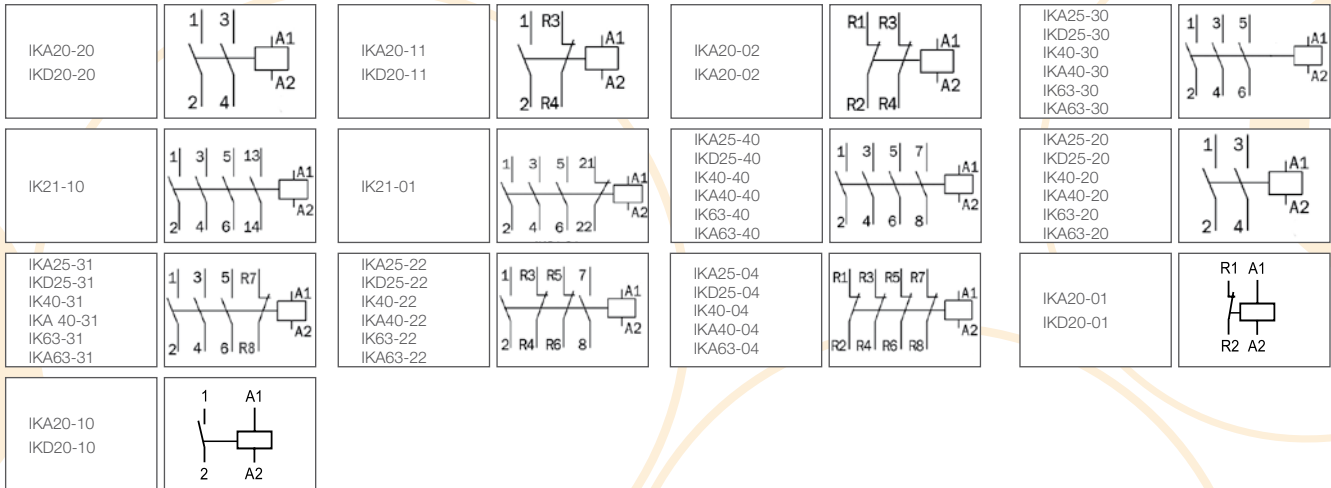 IKA20-20
IKD20-20
1 3
A1
A2
2 4
IKA20-11
IKD20-11
1 R3
A1
A2
2 R4
IKA20-02
IKA20-02
R1 R3
A1
A2
R2 R4
IKA25-30
IKD25-30
IK40-30
IKA40-30
IK63-30
IKA63-30
1 3 5
A1
A2
2 4 6
IK21-10
1 3 5 13
A1
A2
2 4 6 14
IK21-01
1 3 5 21
A1
A2
2 4 6 22
IKA25-40
IKD25-40
IK40-40
IKA40-40
IK63-40
IKA63-40
1 3 5 7
A1
A2
2 4 6 8
IKA25-20
IKD25-20
IK40-20
IKA40-20
IK63-20
IKA63-20
1 3
A1
A2
2 4
IKA25-31
IKD25-31
IK40-31
IKA 40-31
IK63-31
IKA63-31
1 3 5 R7
A1
A2
2 4 6 R8
IKA25-22
IKD25-22
IK40-22
IKA40-22
IK63-22
IKA63-22
1 R3 R5 7
A1
A2
2 R4 R6 8
IKA25-04
IKD25-04
IK40-04
IKA40-04
IKA63-04
R1 R3 R5 R7
A1
A2
R2 R4 R6 R8
IKA20-01
IKD20-01
R1 A1
R2 A2
IKA20-10
IKD20-10
1 A1
2 A2